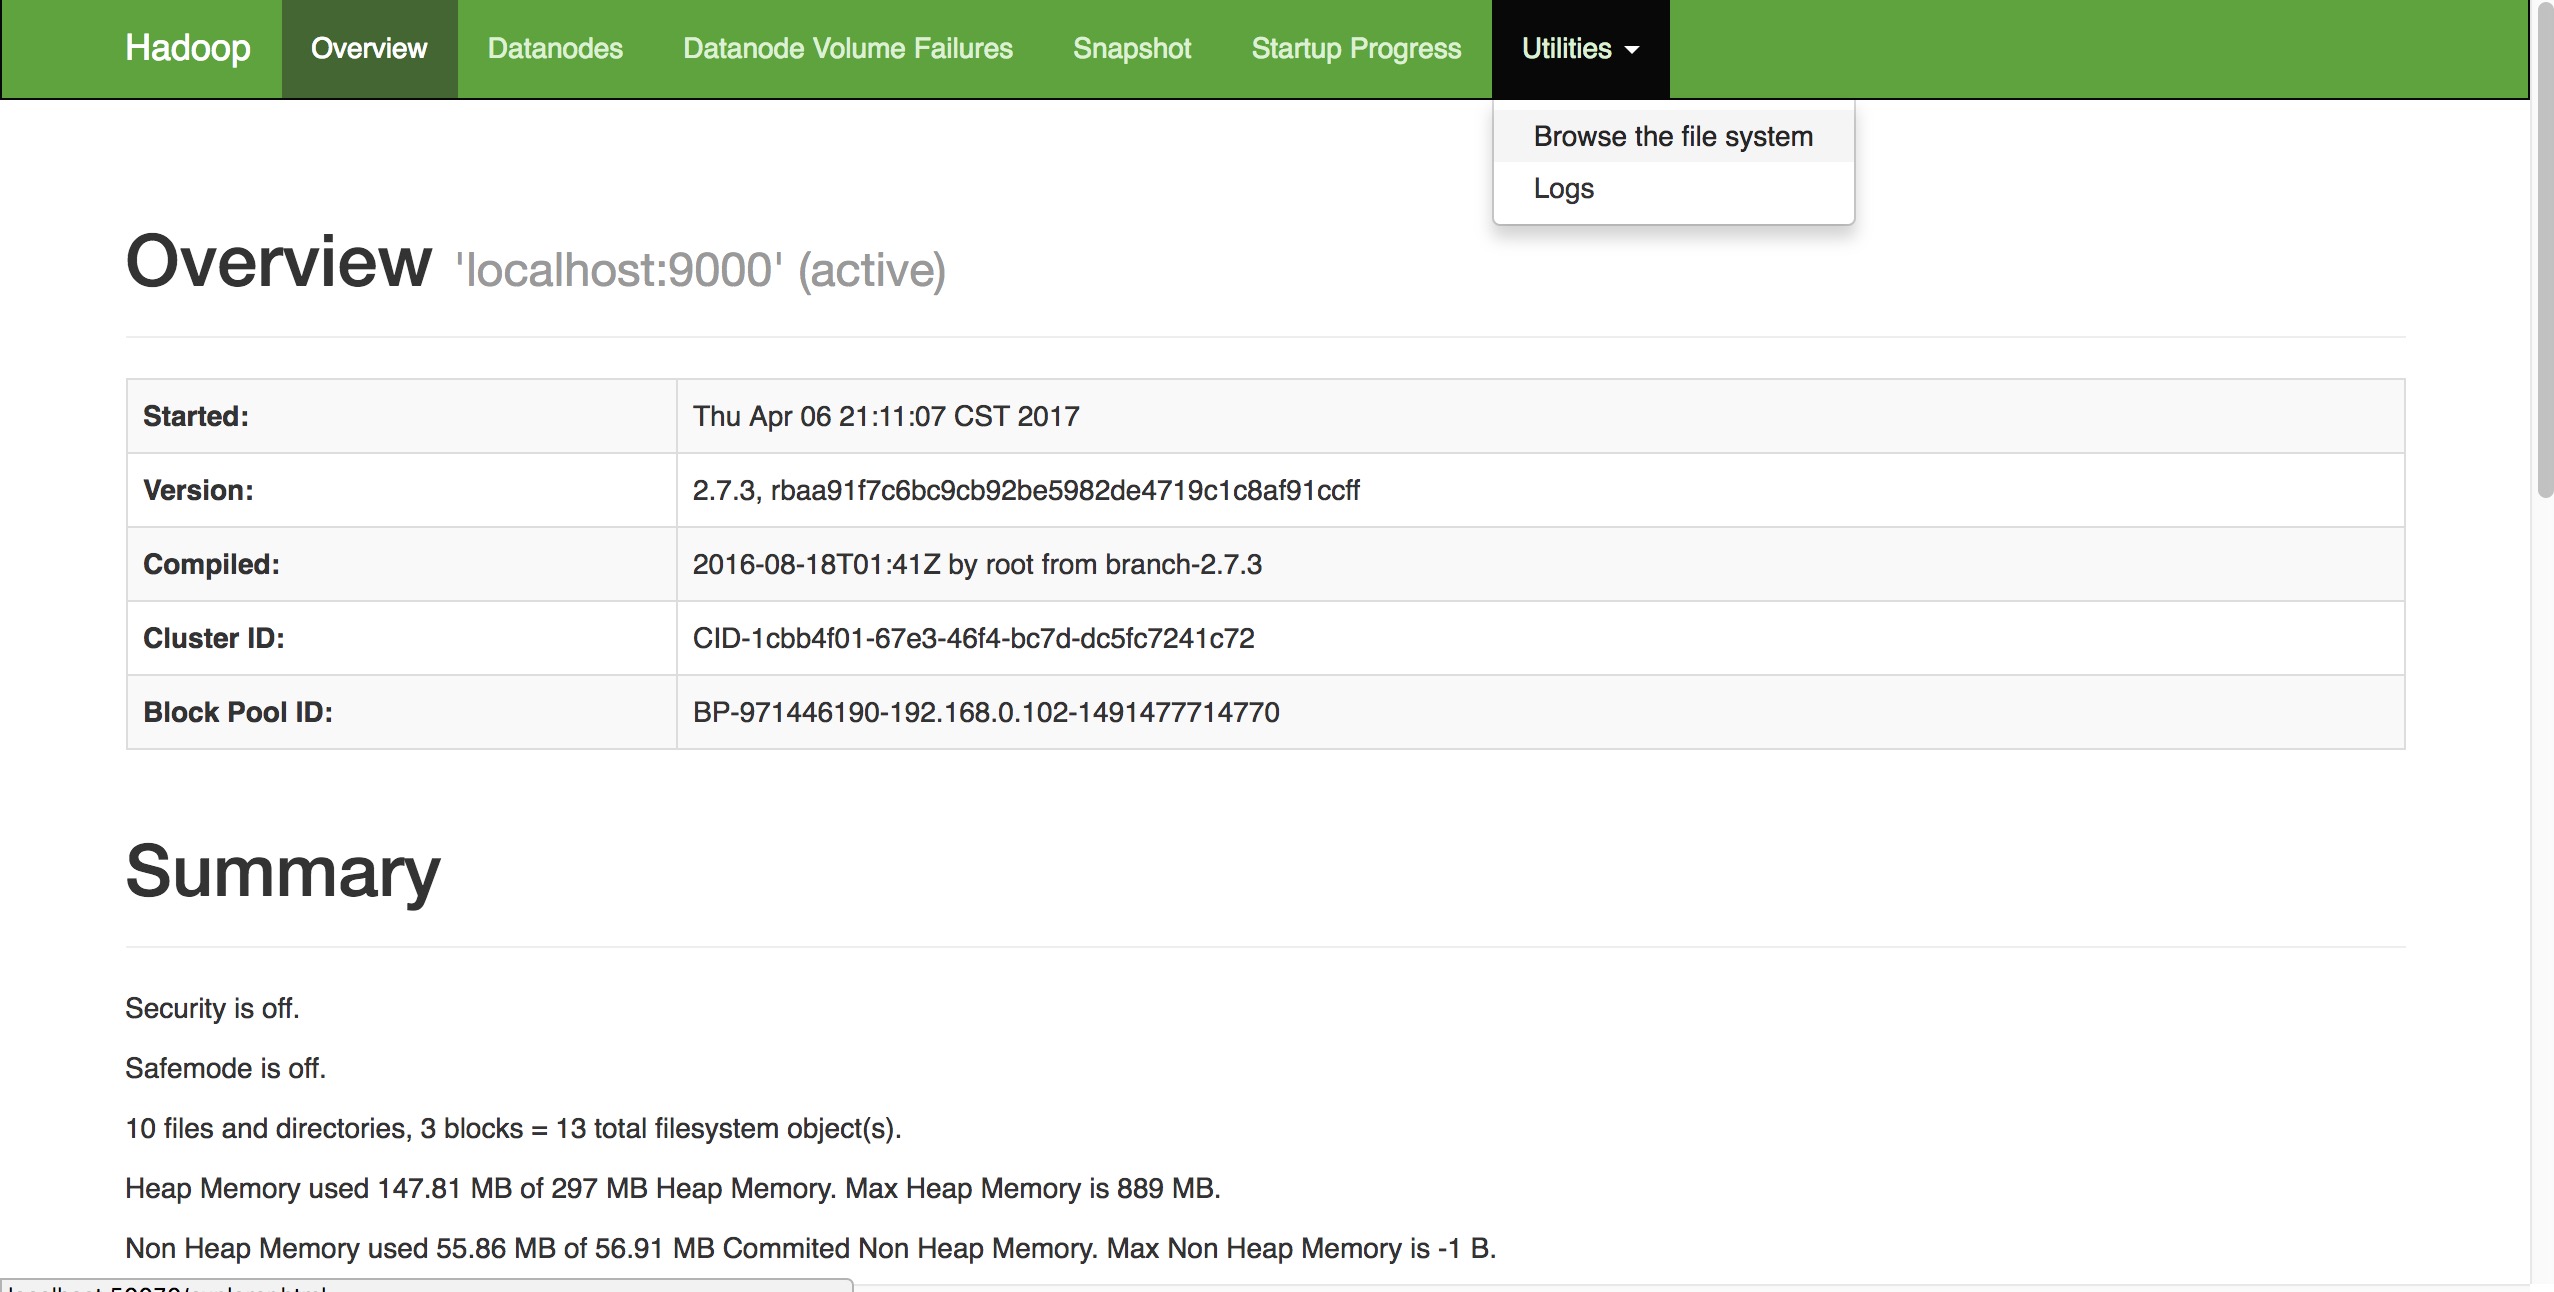 Hadoop Overview Datanodes Datanode Volume Failures Snapshot Startup Progress Utilities
Browse the file system
Logs
Overview 'localhost:9000' (active)
Started: Thu Apr 06 21:11:07 CST 2017
Version: 2.7.3, rbaa91f7c6bc9cb92be5982de4719c1c8af91ccff
Compiled: 2016-08-18T01:41Z by root from branch-2.7.3
Cluster ID: CID-1cbb4f01-67e3-46f4-bc7d-dc5fc7241c72
Block Pool ID: BP-971446190-192.168.0.102-1491477714770
Summary
Security is off.
Safemode is off.
10 files and directories, 3 blocks = 13 total filesystem object(s).
Heap Memory used 147.81 MB of 297 MB Heap Memory. Max Heap Memory is 889 MB.
Non Heap Memory used 55.86 MB of 56.91 MB Commited Non Heap Memory. Max Non Heap Memory is -1 B.